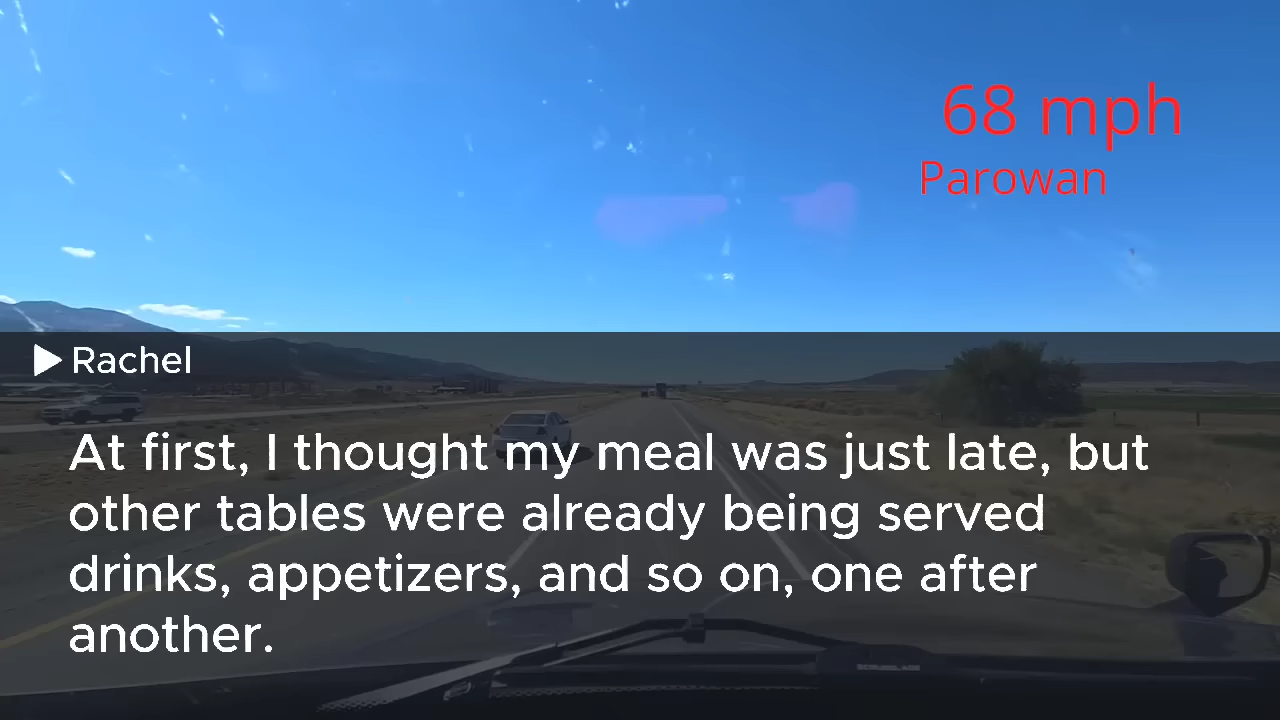 68 mph
Parowan
Rachel
At first, I thought my meal was just late, but
other tables were already being served
drinks, appetizers, and so on, one after
another.